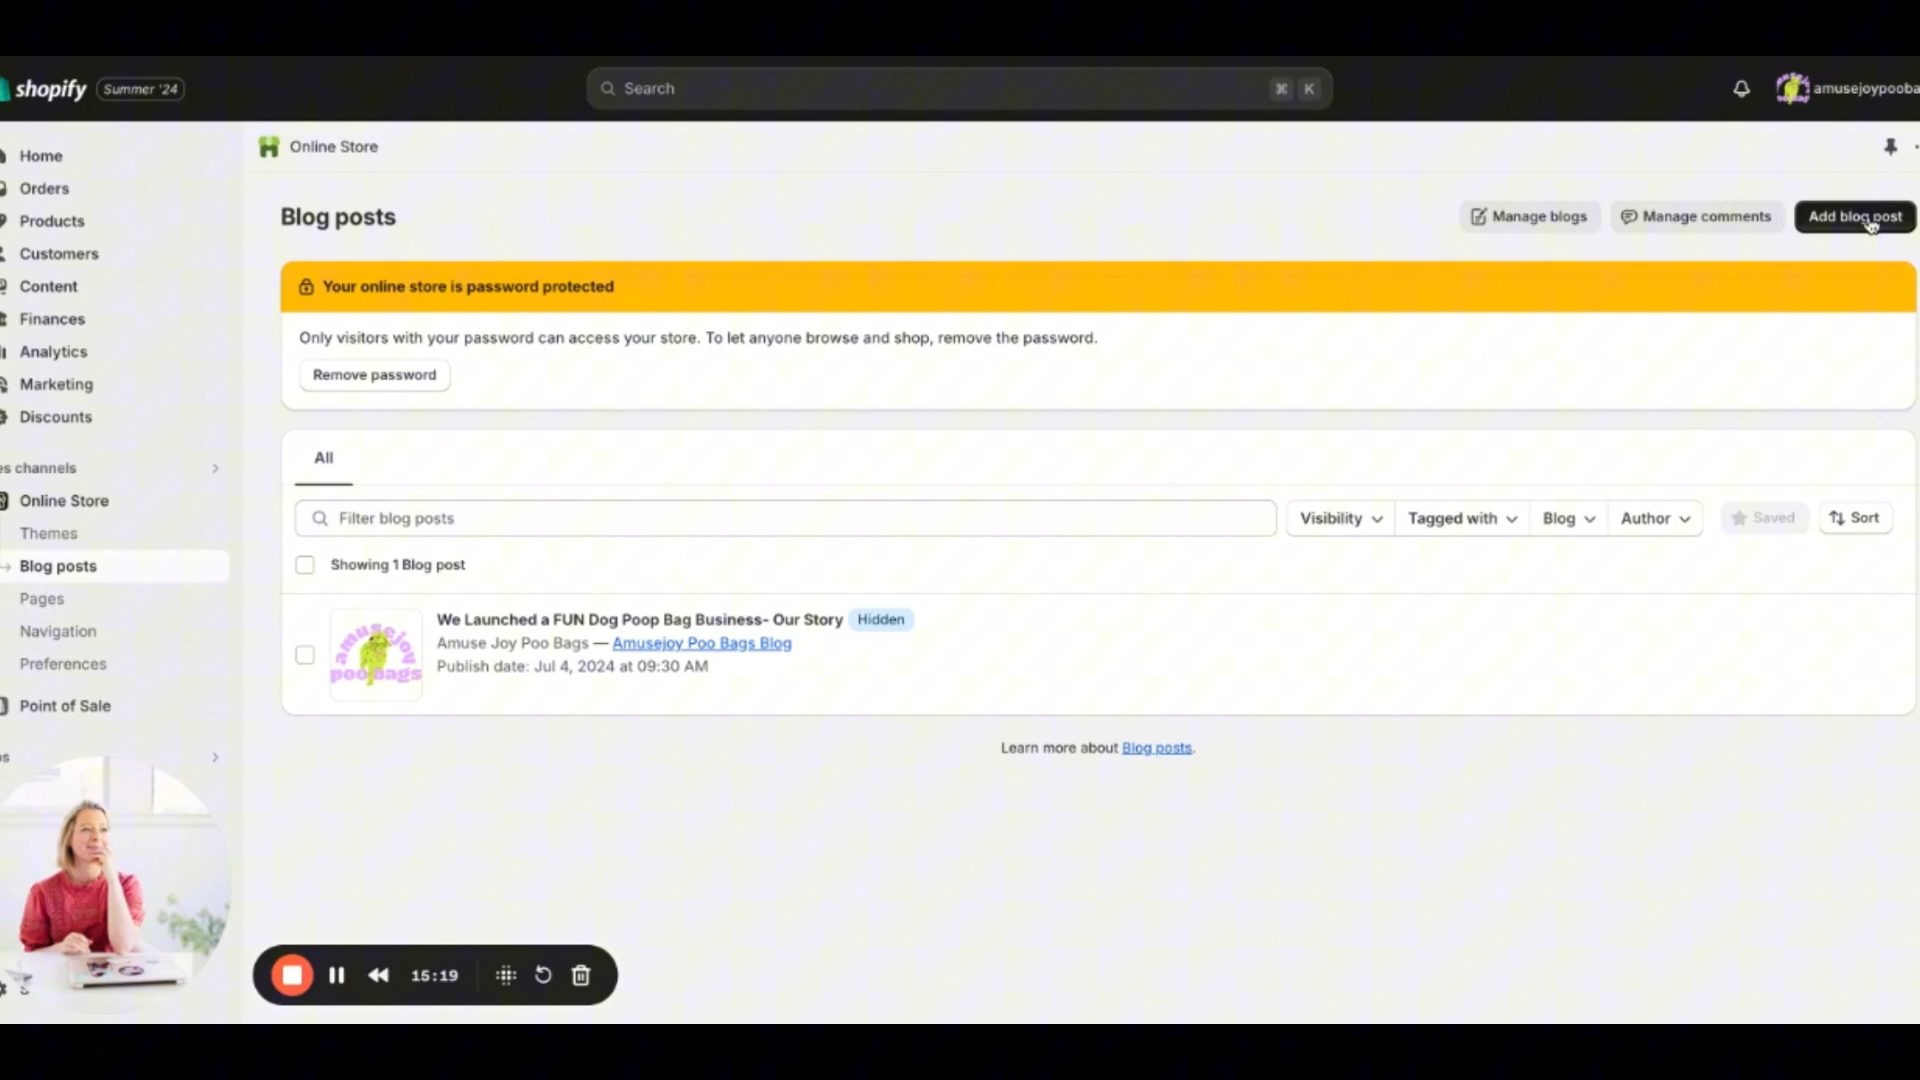 shopify Summer '24
Search ⌘ K
amusejoypooba
Home
Orders
Products
Customers
Content
Finances
Analytics
Marketing
Discounts
es channels
Online Store
Themes
Blog posts
Pages
Navigation
Preferences
Point of Sale
Online Store
Blog posts
Manage blogs
Manage comments
Add blog post
Your online store is password protected
Only visitors with your password can access your store. To let anyone browse and shop, remove the password.
Remove password
All
Filter blog posts
Visibility
Tagged with
Blog
Author
Saved
Sort
Showing 1 Blog post
amusejoy
poo bags
We Launched a FUN Dog Poop Bag Business- Our Story Hidden
Amuse Joy Poo Bags — Amusejoy Poo Bags Blog
Publish date: Jul 4, 2024 at 09:30 AM
Learn more about Blog posts.
15:19